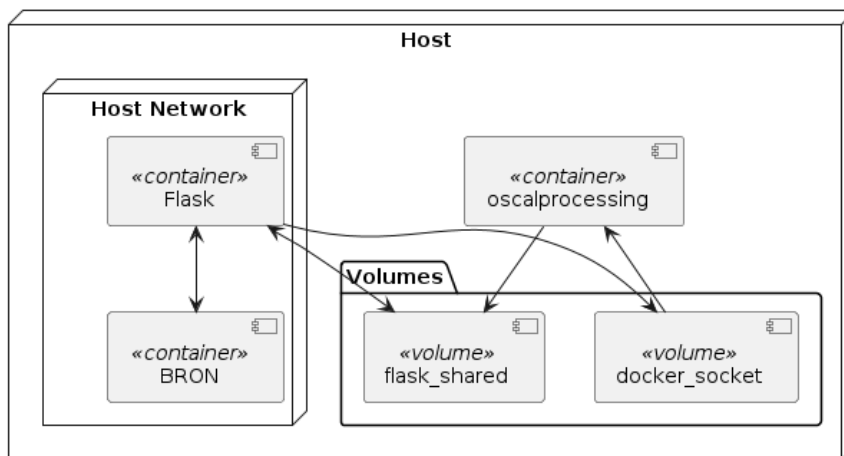 Host
Host Network
«container»
Flask
«container»
oscalprocessing
Volumes
«container»
BRON
«volume»
flask_shared
«volume»
docker_socket